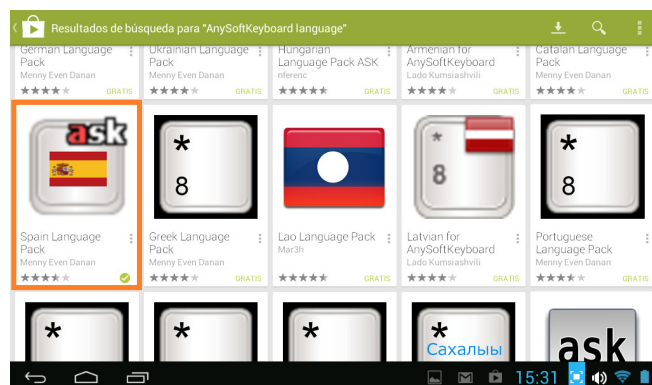 Resultados de búsqueda para "AnySoftKeyboard language"
German Language
Pack
Menny Even Danan
GRATIS
Ukrainian Language
Pack
Menny Even Danan
GRATIS
Hungarian
Language Pack ASK
nferenc
GRATIS
Armenian for
AnySoftKeyboard
Lado Kumsiashvili
GRATIS
Catalan Language
Pack
Menny Even Danan
GRATIS
ask
Spain Language
Pack
Menny Even Danan
*
8
Greek Language
Pack
Menny Even Danan
GRATIS
Lao Language Pack
Mar3h
GRATIS
*
8
Latvian for
AnySoftKeyboard
Lado Kumsiashvili
GRATIS
*
8
Portuguese
Language Pack
Menny Even Danan
GRATIS
*
*
*
*
Сахалыы
ask
15:31